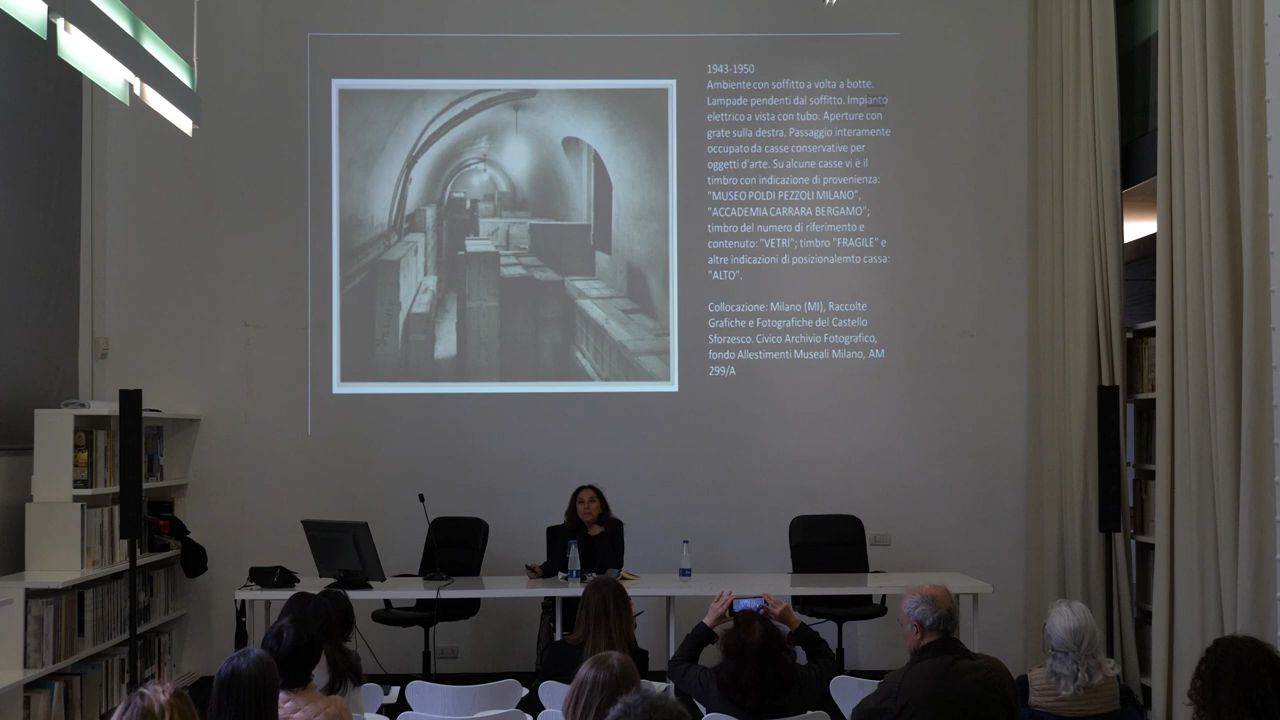 1943-1950
Ambiente con soffitto a volta a botte.
Lampade pendenti dal soffitto. Impianto
elettrico a vista con tubo. Aperture con
grate sulla destra. Passaggio interamente
occupato da casse conservative per
oggetti d'arte. Su alcune casse vi è il
timbro con indicazione di provenienza:
"MUSEO POLDI PEZZOLI MILANO",
"ACCADEMIA CARRARA BERGAMO";
timbro del numero di riferimento e
contenuto: "VETRI"; timbro "FRAGILE" e
altre indicazioni di posizionalemto cassa:
"ALTO".
Collocazione: Milano (MI), Raccolte
Grafiche e Fotografiche del Castello
Sforzesco. Civico Archivio Fotografico,
fondo Allestimenti Museali Milano, AM
299/A